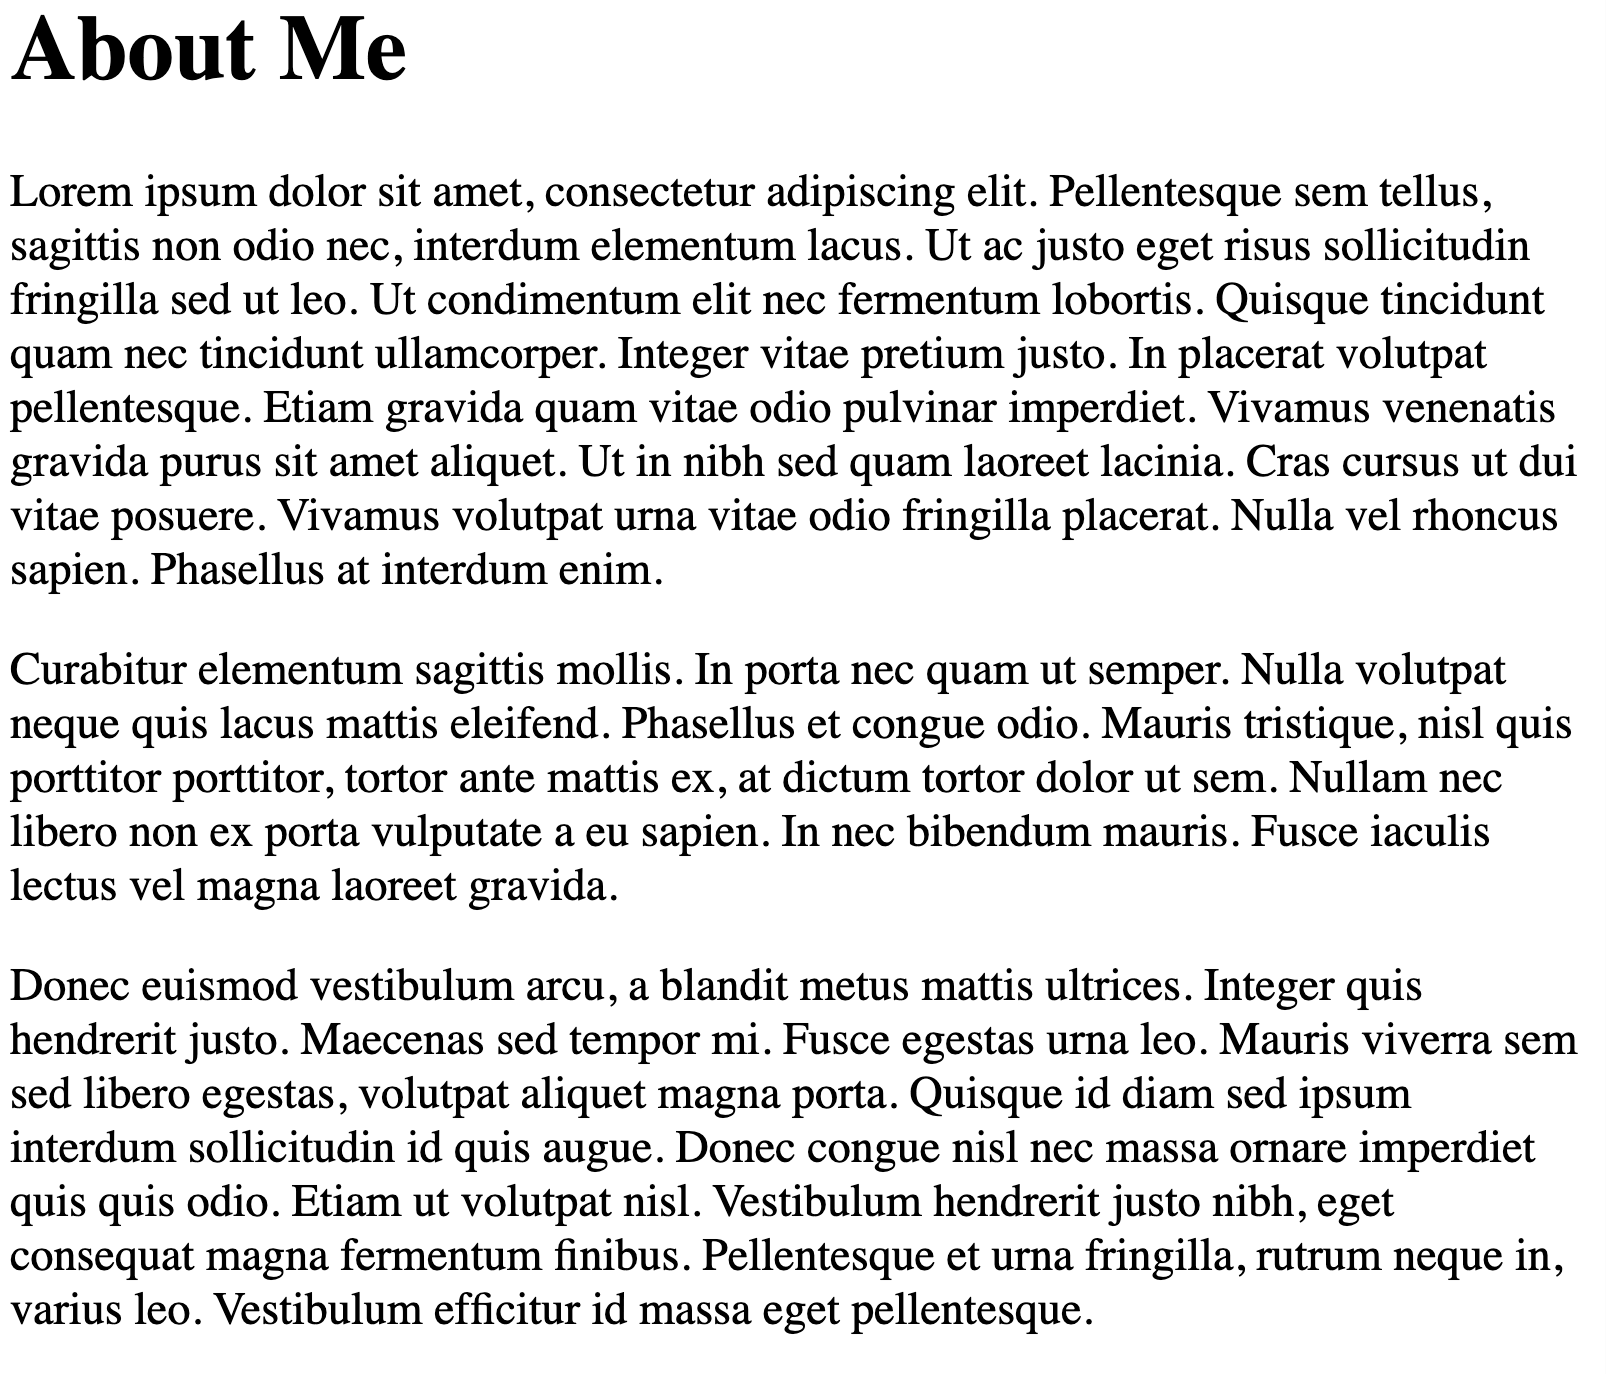 About Me
Lorem ipsum dolor sit amet, consectetur adipiscing elit. Pellentesque sem tellus,
sagittis non odio nec, interdum elementum lacus. Ut ac justo eget risus sollicitudin
fringilla sed ut leo. Ut condimentum elit nec fermentum lobortis. Quisque tincidunt
quam nec tincidunt ullamcorper. Integer vitae pretium justo. In placerat volutpat
pellentesque. Etiam gravida quam vitae odio pulvinar imperdiet. Vivamus venenatis
gravida purus sit amet aliquet. Ut in nibh sed quam laoreet lacinia. Cras cursus ut dui
vitae posuere. Vivamus volutpat urna vitae odio fringilla placerat. Nulla vel rhoncus
sapien. Phasellus at interdum enim.
Curabitur elementum sagittis mollis. In porta nec quam ut semper. Nulla volutpat
neque quis lacus mattis eleifend. Phasellus et congue odio. Mauris tristique, nisl quis
porttitor porttitor, tortor ante mattis ex, at dictum tortor dolor ut sem. Nullam nec
libero non ex porta vulputate a eu sapien. In nec bibendum mauris. Fusce iaculis
lectus vel magna laoreet gravida.
Donec euismod vestibulum arcu, a blandit metus mattis ultrices. Integer quis
hendrerit justo. Maecenas sed tempor mi. Fusce egestas urna leo. Mauris viverra sem
sed libero egestas, volutpat aliquet magna porta. Quisque id diam sed ipsum
interdum sollicitudin id quis augue. Donec congue nisl nec massa ornare imperdiet
quis quis odio. Etiam ut volutpat nisl. Vestibulum hendrerit justo nibh, eget
consequat magna fermentum finibus. Pellentesque et urna fringilla, rutrum neque in,
varius leo. Vestibulum efficitur id massa eget pellentesque.